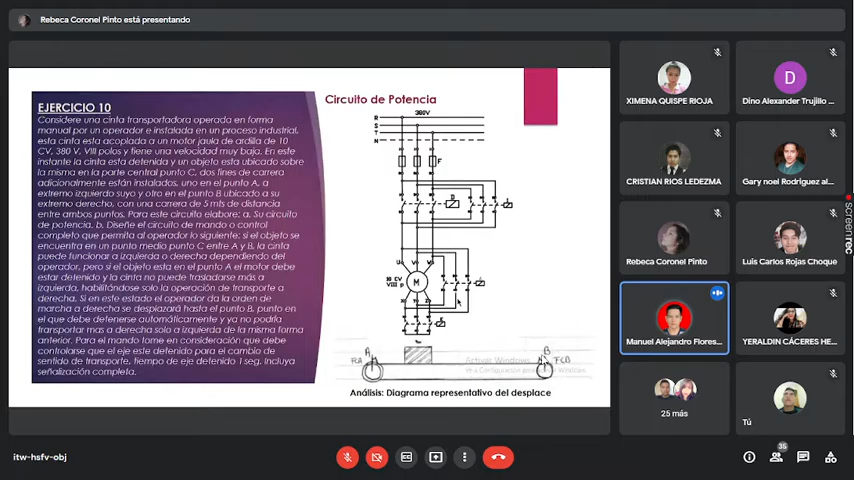 Rebeca Coronel Pinto está presentando
EJERCICIO 10
Considere una cinta transportadora operada en forma
manual por un operador e instalada en un proceso industrial,
esta cinta esta acoplada a un motor jaula de ardilla de 10
CV, 380 V, VIII polos y tiene una velocidad muy baja. En este
instante la cinta esta detenida y un objeto esta ubicado sobre
la misma en la parte central punto C, dos fines de carrera
adicionalmente están instalados, uno en el punto A, a
extremo izquierdo suyo y otro en el punto B ubicado a su
extremo derecho, con una carrera de 5 mts de distancia
entre ambos puntos. Para este circuito elabore: a. Su circuito
de potencia. b. Diseñe el circuito de mando o control
completo que permita al operador lo siguiente: si el objeto se
encuentra en un punto medio punto C entre A y B, la cinta
puede funcionar a izquierda o derecha dependiendo del
operador, pero si el objeto esta en el punto A el motor debe
estar detenido y la cinta no puede trasladarse más a
izquierda, habilitándose solo la operación de transporte a
derecha. Si en este estado el operador da la orden de
marcha a derecha se desplazará hasta el punto B, punto en
el que debe detenerse automáticamente y ya no podría
transportar mas a derecha solo a izquierda de la misma forma
anterior. Para el mando tome en consideración que debe
controlarse que el eje este detenido para el cambio de
sentido de transporte, tiempo de eje detenido 1 seg. Incluya
señalización completa.
Circuito de Potencia
380V
R
S
T
N
F
D
U V W
10 CV
VIII p
M
A
B
FCA
FCB
Activar Windows
Ve a Configuración para activar Windows.
Análisis: Diagrama representativo del desplace
XIMENA QUISPE RIOJA
D
Dino Alexander Trujillo ...
CRISTIAN RIOS LEDEZMA
Gary noel Rodriguez al...
Rebeca Coronel Pinto
Luis Carlos Rojas Choque
Manuel Alejandro Flores...
YERALDIN CÁCERES HE...
25 más
Tú
screenrec
itw-hsfv-obj
35